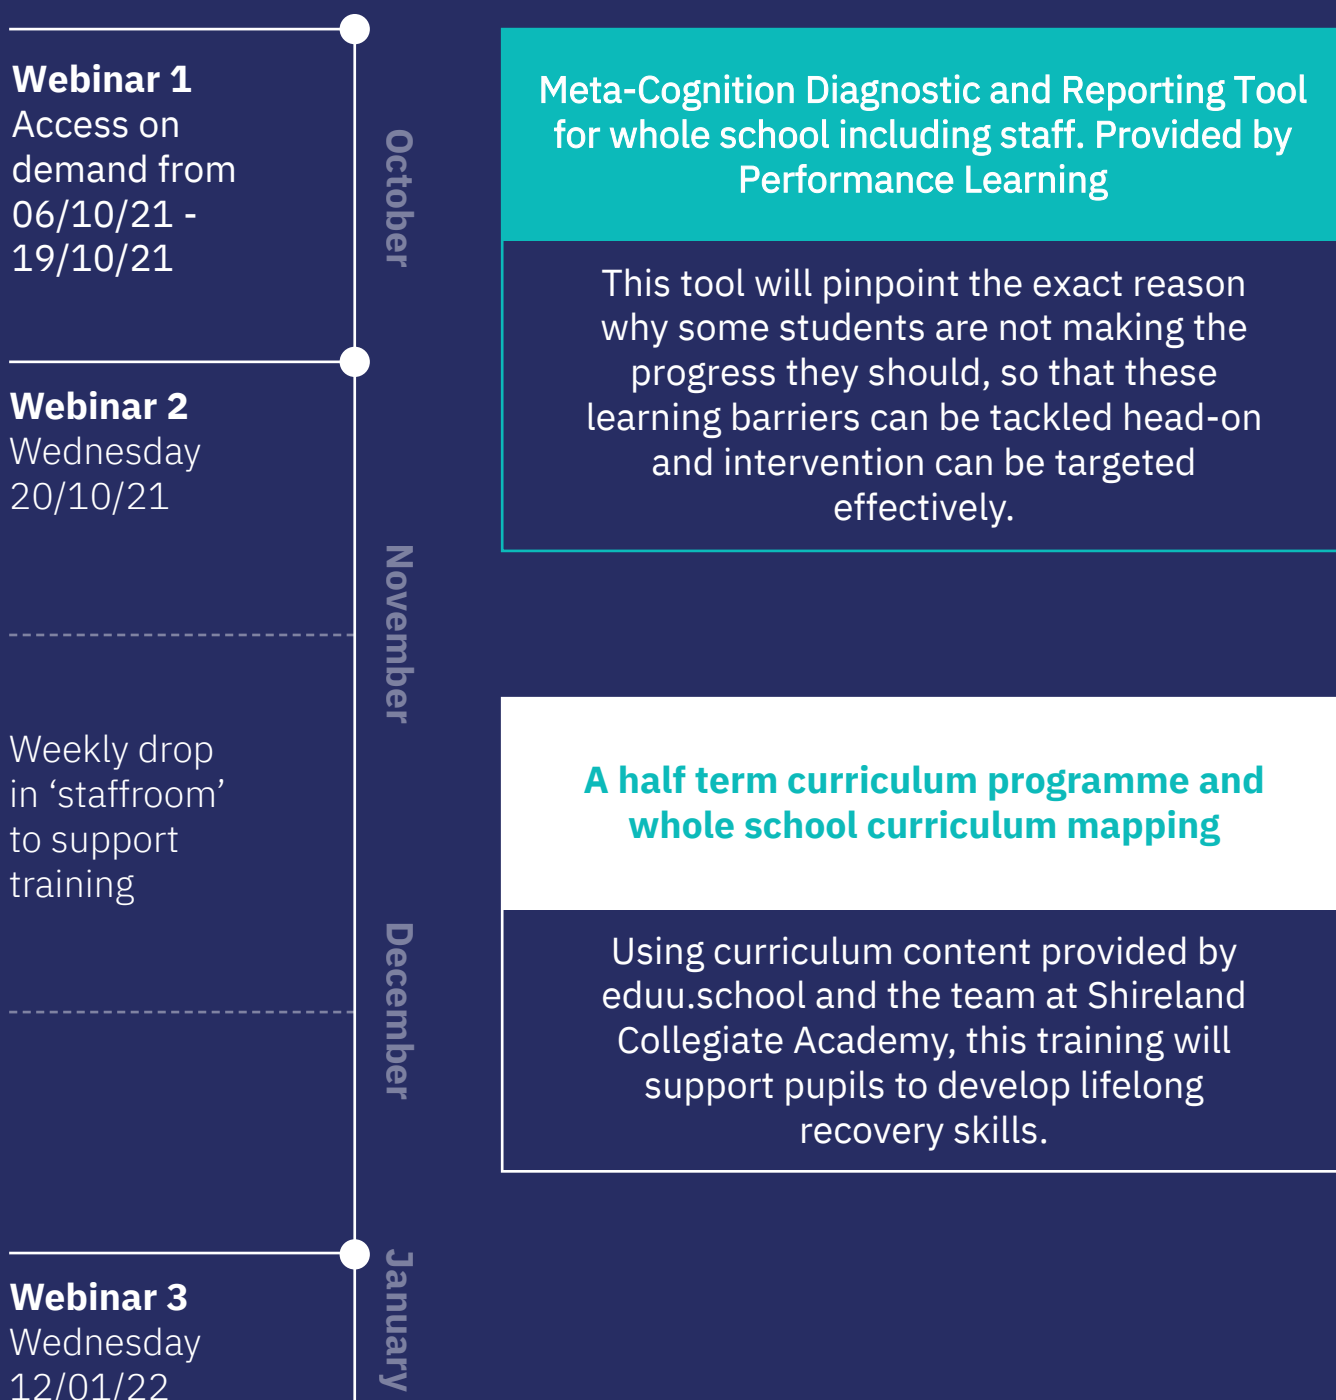 Webinar 1
Access on
demand from
06/10/21 -
19/10/21
Webinar 2
Wednesday
20/10/21
Weekly drop
in ‘staffroom’
to support
training
Webinar 3
Wednesday
12/01/22
October
November
December
January
Meta-Cognition Diagnostic and Reporting Tool
for whole school including staff. Provided by
Performance Learning
This tool will pinpoint the exact reason
why some students are not making the
progress they should, so that these
learning barriers can be tackled head-on
and intervention can be targeted
effectively.
A half term curriculum programme and
whole school curriculum mapping
Using curriculum content provided by
eduu.school and the team at Shireland
Collegiate Academy, this training will
support pupils to develop lifelong
recovery skills.